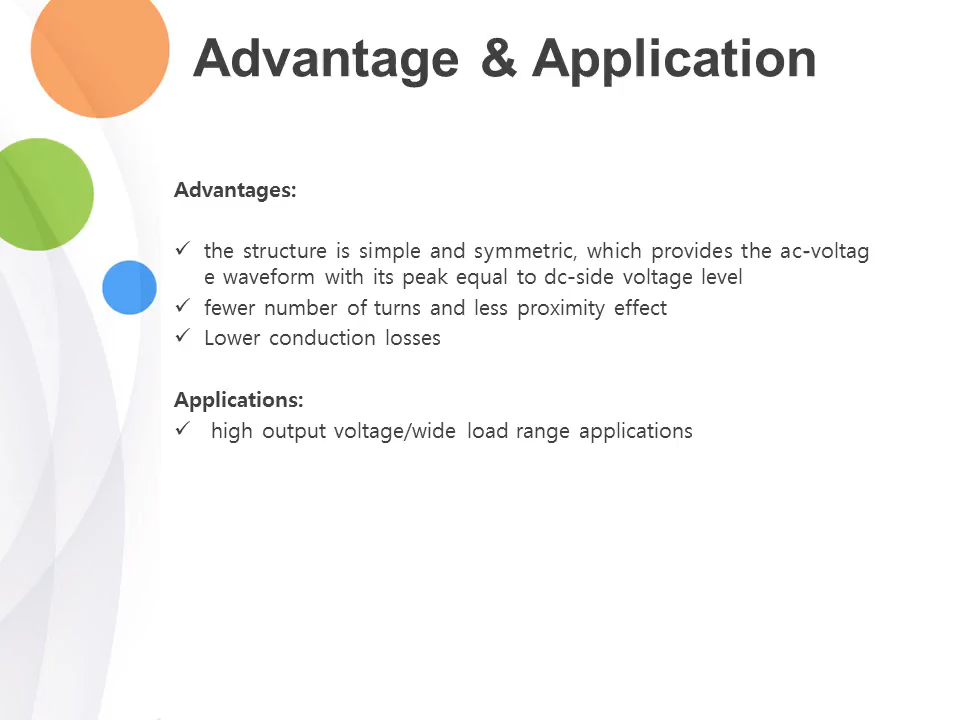 Advantage & Application
Advantages:
✓ the structure is simple and symmetric, which provides the ac-voltag
e waveform with its peak equal to dc-side voltage level
✓ fewer number of turns and less proximity effect
✓ Lower conduction losses
Applications:
✓ high output voltage/wide load range applications